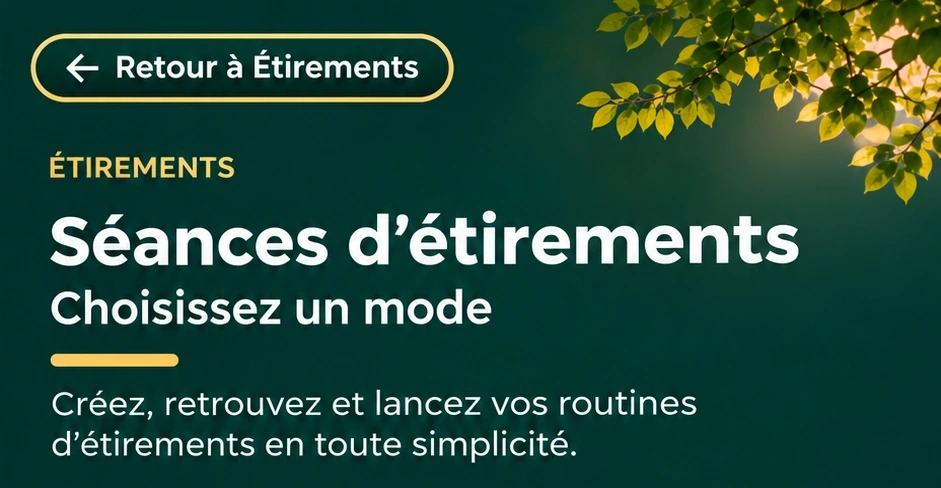 ← Retour à Étirements
ÉTIREMENTS
Séances d’étirements
Choisissez un mode
Créez, retrouvez et lancez vos routines
d’étirements en toute simplicité.